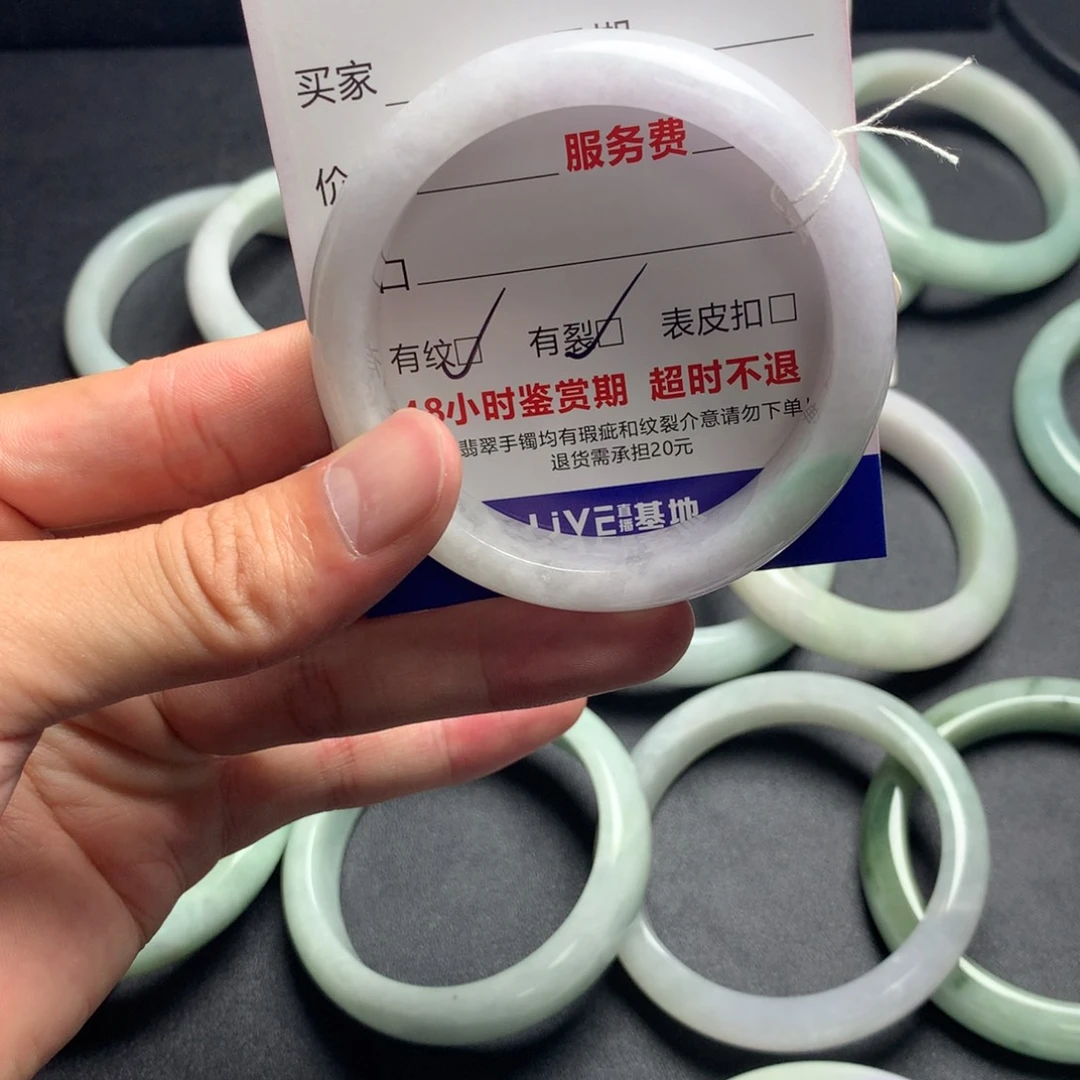 买家
服务费
有纹□ 有裂□ 表皮扣□
48小时鉴赏期 超时不退
翡翠手镯均有瑕疵和纹裂介意请勿下单
退货需承担20元
LiVE直播基地